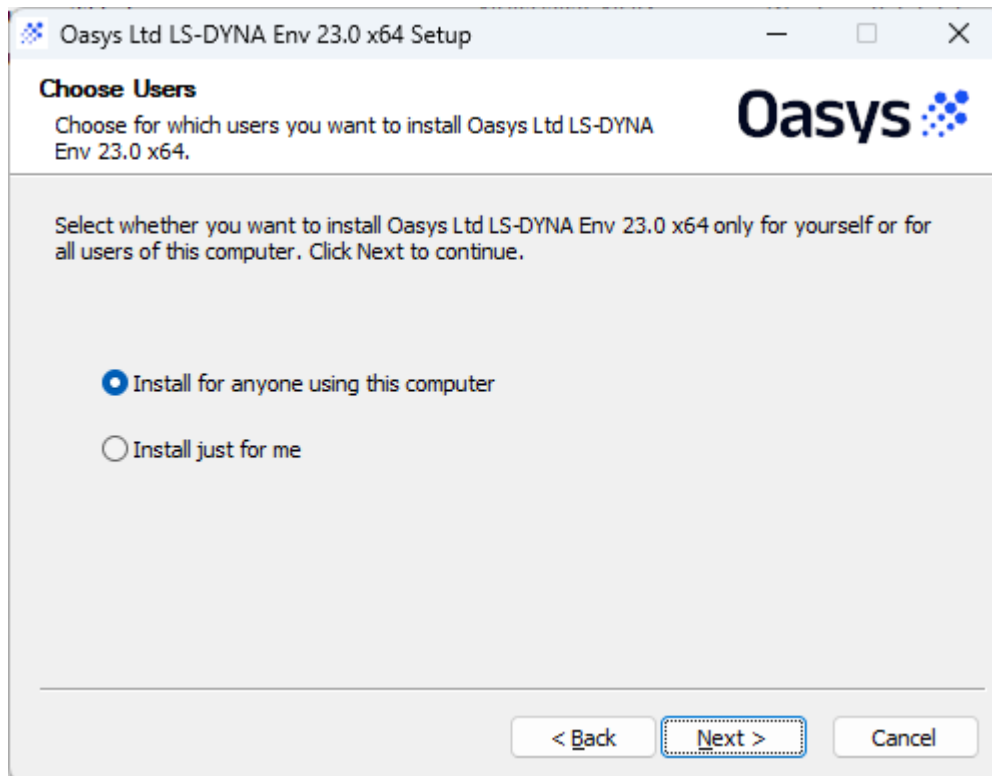 Oasys Ltd LS-DYNA Env 23.0 x64 Setup
Choose Users
Choose for which users you want to install Oasys Ltd LS-DYNA
Env 23.0 x64.
Oasys
Select whether you want to install Oasys Ltd LS-DYNA Env 23.0 x64 only for yourself or for
all users of this computer. Click Next to continue.
Install for anyone using this computer
Install just for me
< Back
Next >
Cancel